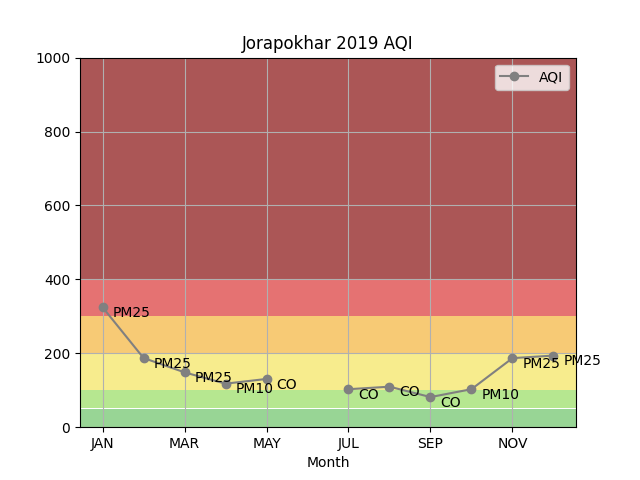 Jorapokhar 2019 AQI
1000
800
600
400
200
0
AQI
PM25
PM25
PM25
PM10
CO
CO
CO
CO
PM10
PM25
PM25
JAN MAR MAY JUL SEP NOV
Month